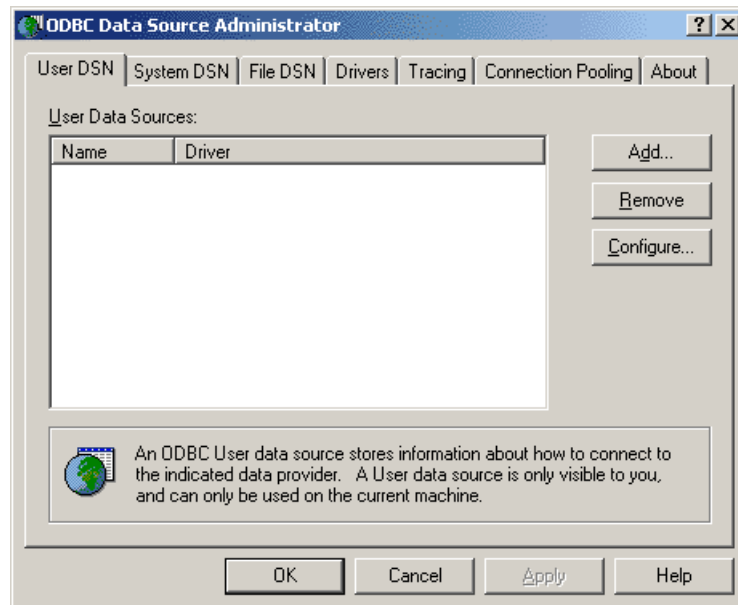 ODBC Data Source Administrator
User DSN System DSN File DSN Drivers Tracing Connection Pooling About
User Data Sources:
Name Driver
Add...
Remove
Configure...
An ODBC User data source stores information about how to connect to
the indicated data provider. A User data source is only visible to you,
and can only be used on the current machine.
OK Cancel Apply Help